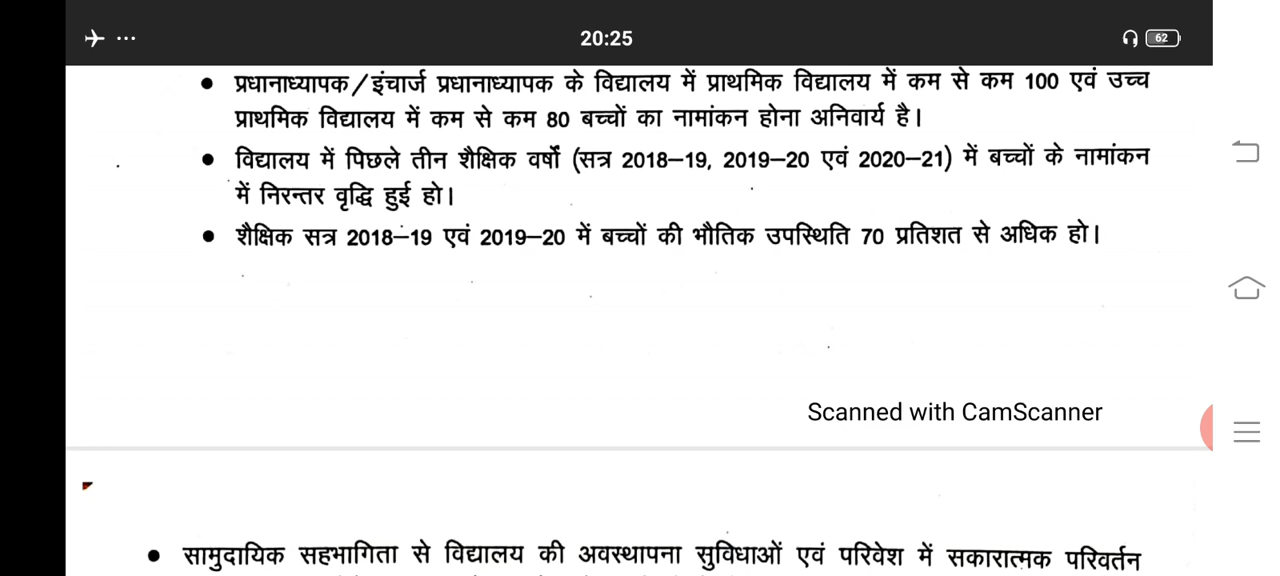 20:25
62
• प्रधानाध्यापक/इंचार्ज प्रधानाध्यापक के विद्यालय में प्राथमिक विद्यालय में कम से कम 100 एवं उच्च
प्राथमिक विद्यालय में कम से कम 80 बच्चों का नामांकन होना अनिवार्य है।
• विद्यालय में पिछले तीन शैक्षिक वर्षों (सत्र 2018–19, 2019–20 एवं 2020–21) में बच्चों के नामांकन
में निरन्तर वृद्धि हुई हो।
• शैक्षिक सत्र 2018–19 एवं 2019–20 में बच्चों की भौतिक उपस्थिति 70 प्रतिशत से अधिक हो।
Scanned with CamScanner
• सामुदायिक सहभागिता से विद्यालय की अवस्थापना सुविधाओं एवं परिवेश में सकारात्मक परिवर्तन